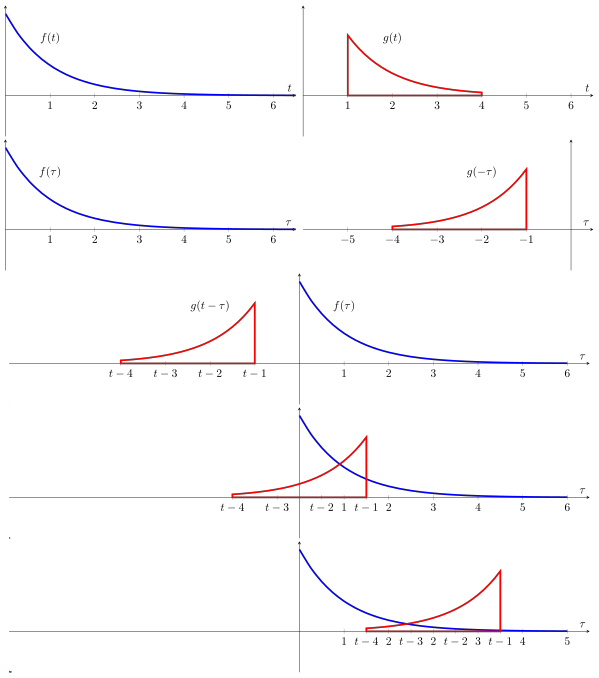 f(t) g(t)
t t
1 2 3 4 5 6 1 2 3 4 5 6
f(τ) g(−τ)
τ τ
1 2 3 4 5 6 −5 −4 −3 −2 −1
g(t − τ) f(τ)
τ
t − 4 t − 3 t − 2 t − 1 1 2 3 4 5 6
τ
t − 4 t − 3 t − 2 1 t − 1 2 3 4 5 6
τ
1 t − 4 2 t − 3 2 t − 2 3 t − 1 4 5